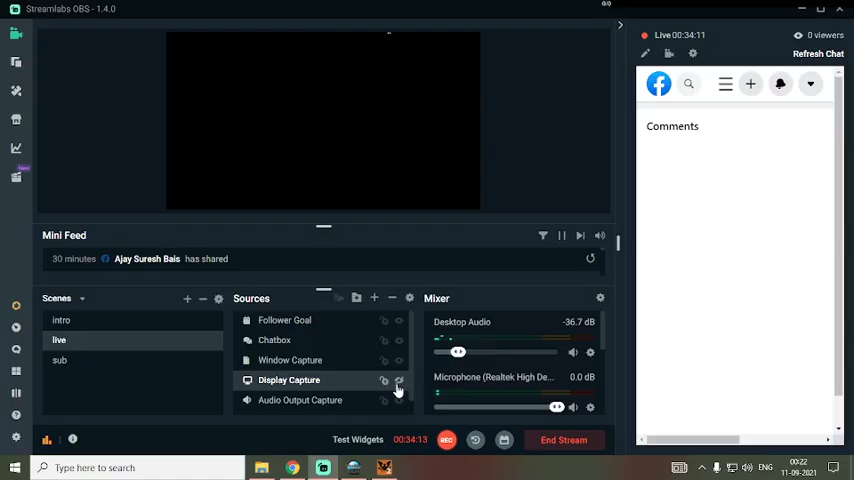 Streamlabs OBS - 1.4.0
0/0
Live 00:34:11
0 viewers
Refresh Chat
Comments
Mini Feed
30 minutes Ajay Suresh Bais has shared
Scenes
intro
live
sub
Sources
Follower Goal
Chatbox
Window Capture
Display Capture
Audio Output Capture
Mixer
Desktop Audio -36.7 dB
Microphone (Realtek High De... 0.0 dB
New
Test Widgets 00:34:13 REC End Stream
Type here to search
ENG
00:22
11-09-2021